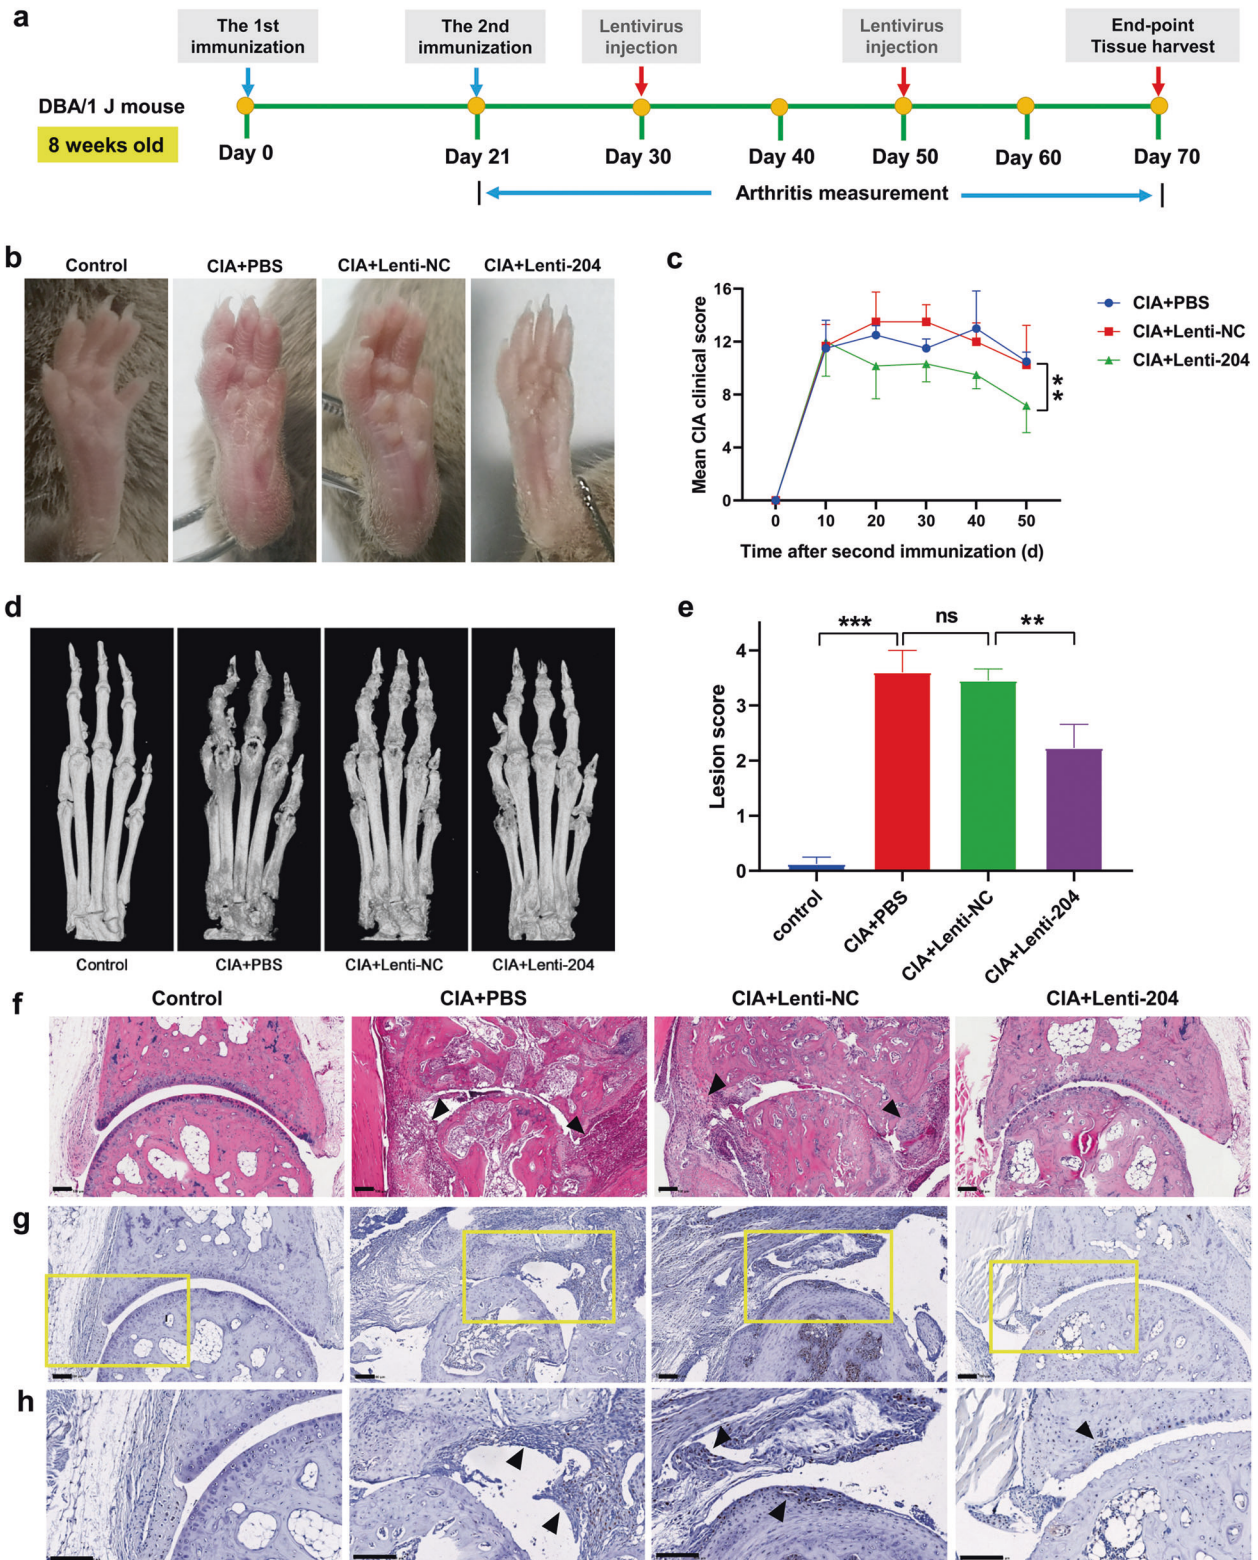 a
The 1st
immunization
The 2nd
immunization
Lentivirus
injection
Lentivirus
injection
End-point
Tissue harvest
DBA/1 J mouse
8 weeks old
Day 0
Day 21
Day 30
Day 40
Day 50
Day 60
Day 70
Arthritis measurement
b
Control
CIA+PBS
CIA+Lenti-NC
CIA+Lenti-204
c
16
12
8
4
0
Mean CIA clinical score
0 10 20 30 40 50
Time after second immunization (d)
**
CIA+PBS
CIA+Lenti-NC
CIA+Lenti-204
d
Control
CIA+PBS
CIA+Lenti-NC
CIA+Lenti-204
e
4
3
2
1
0
Lesion score
***
ns
**
control
CIA+PBS
CIA+Lenti-NC
CIA+Lenti-204
f
Control
CIA+PBS
CIA+Lenti-NC
CIA+Lenti-204
g
h